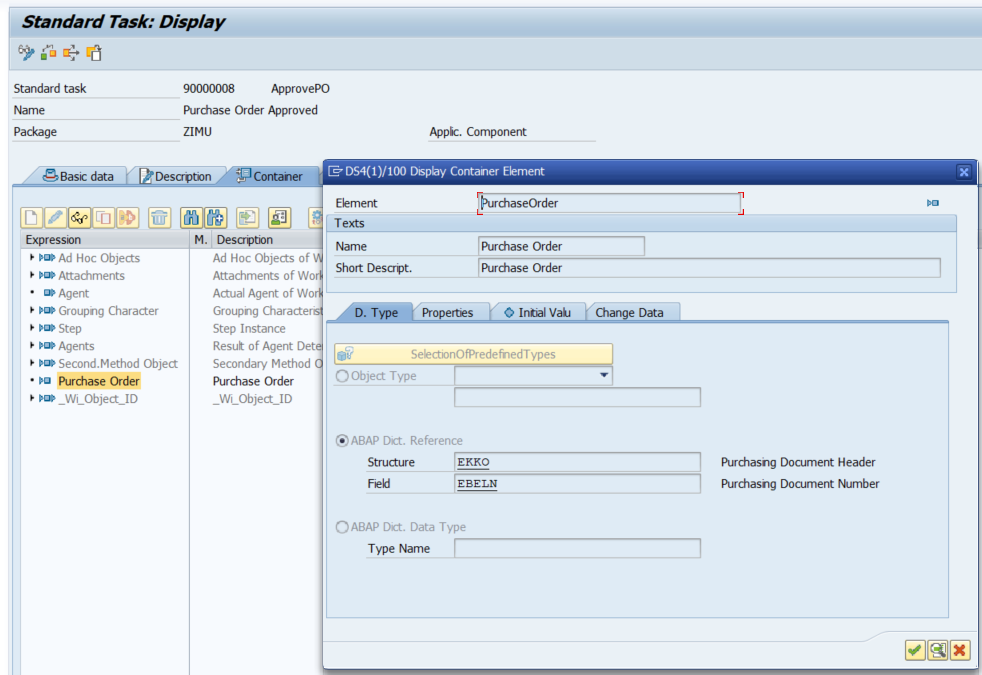 Standard Task: Display
Standard task 90000008 ApprovePO
Name Purchase Order Approved
Package ZIMU Applic. Component
Basic data Description Container
Expression M. Description
Ad Hoc Objects Ad Hoc Objects of W
Attachments Attachments of Work
Agent Actual Agent of Work
Grouping Character Grouping Characterist
Step Step Instance
Agents Result of Agent Dete
Second.Method Object Secondary Method O
Purchase Order Purchase Order
_Wi_Object_ID _Wi_Object_ID
DS4(1)/100 Display Container Element
Element PurchaseOrder
Texts
Name Purchase Order
Short Descript. Purchase Order
D. Type Properties Initial Valu Change Data
SelectionOfPredefinedTypes
Object Type
ABAP Dict. Reference
Structure EKKO Purchasing Document Header
Field EBELN Purchasing Document Number
ABAP Dict. Data Type
Type Name